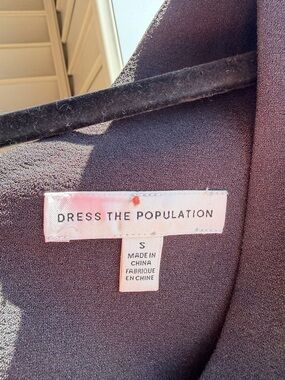 DRESS THE POPULATION
S
MADE IN
CHINA
FABRIQUE
EN CHINE